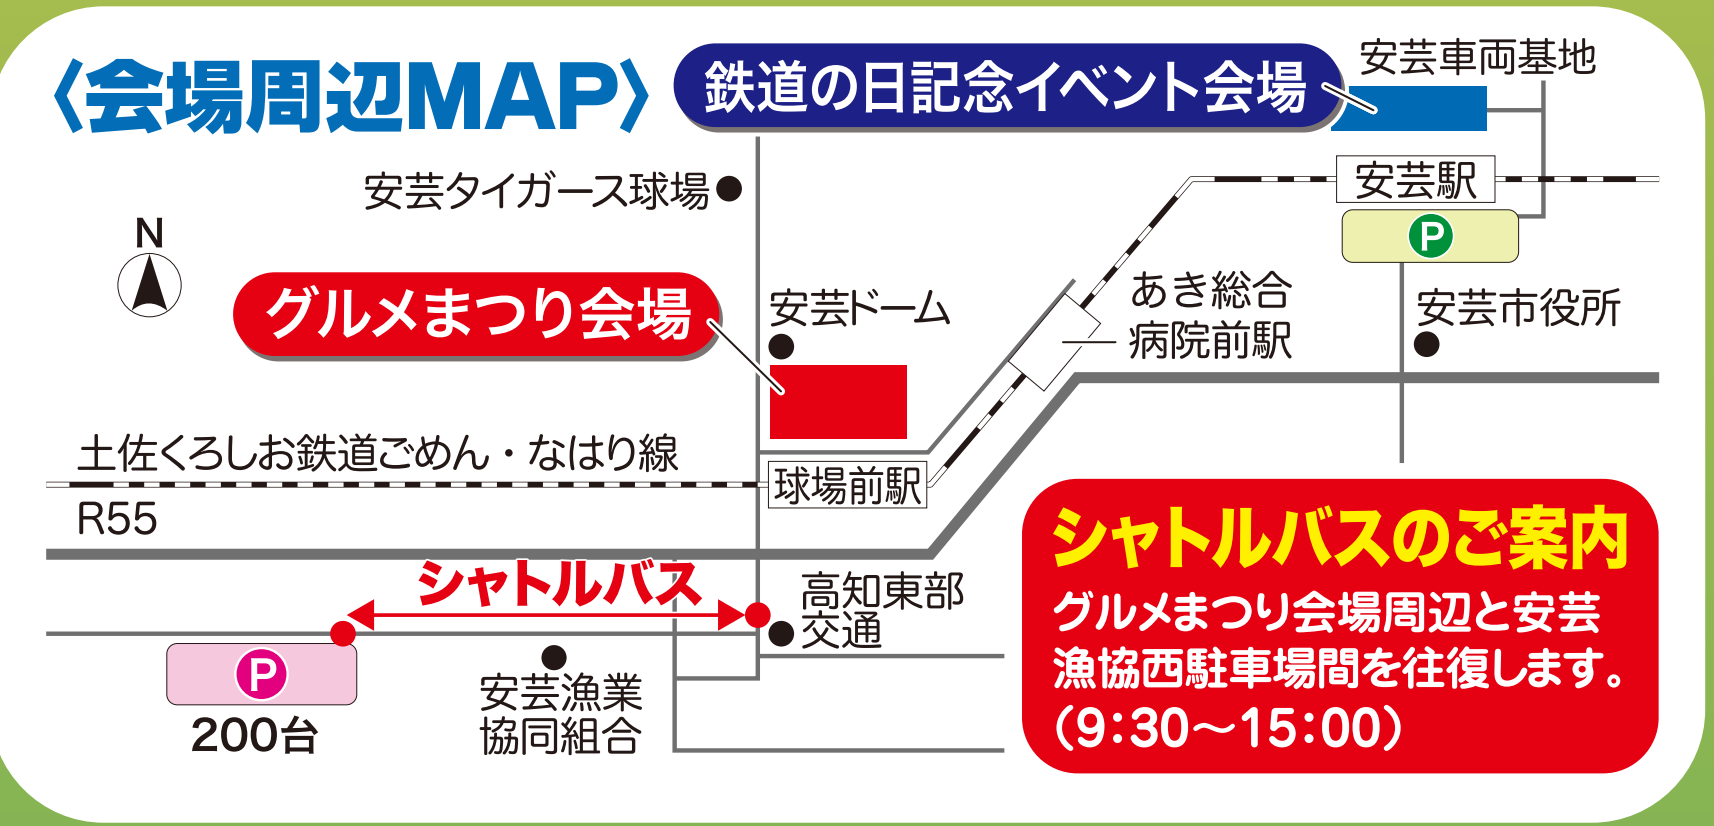 〈会場周辺MAP〉
鉄道の日記念イベント会場
安芸車両基地
安芸タイガース球場
安芸駅
N
P
グルメまつり会場
安芸ドーム
あき総合
病院前駅
安芸市役所
土佐くろしお鉄道ごめん・なはり線
球場前駅
R55
シャトルバス
高知東部
交通
P
200台
安芸漁業
協同組合
シャトルバスのご案内
グルメまつり会場周辺と安芸
漁協西駐車場間を往復します。
（9：30～15：00）